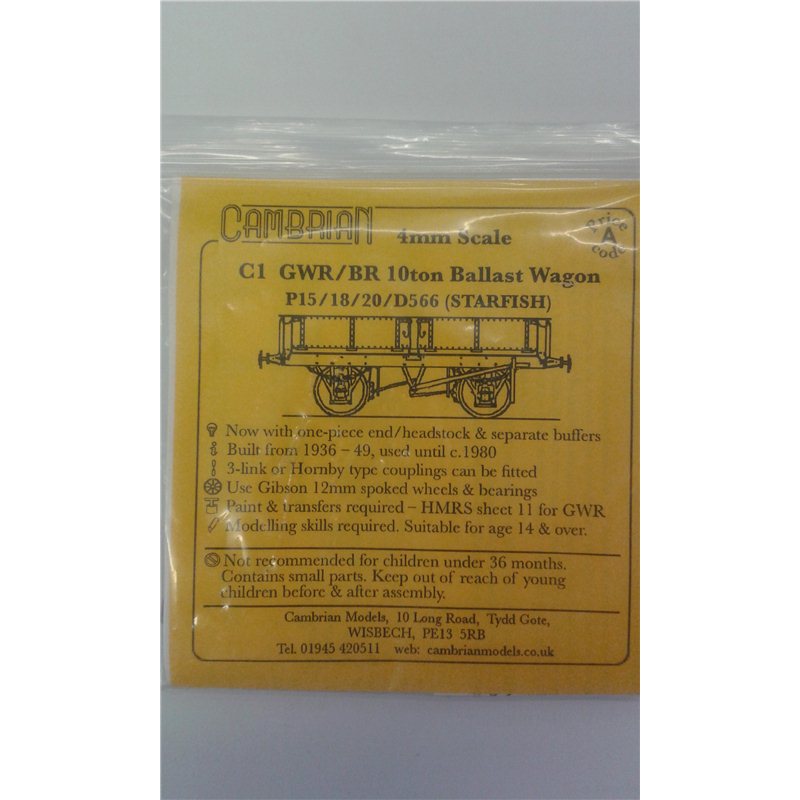 CAMBRIAN
4mm Scale
Price
A
code
C1 GWR/BR 10ton Ballast Wagon
P15/18/20/D566 (STARFISH)
Now with one-piece end/headstock & separate buffers
Built from 1936 – 49, used until c.1980
3-link or Hornby type couplings can be fitted
Use Gibson 12mm spoked wheels & bearings
Paint & transfers required – HMRS sheet 11 for GWR
Modelling skills required. Suitable for age 14 & over.
Not recommended for children under 36 months.
Contains small parts. Keep out of reach of young
children before & after assembly.
Cambrian Models, 10 Long Road, Tydd Gote,
WISBECH, PE13 5RB
Tel. 01945 420511 web: cambrianmodels.co.uk